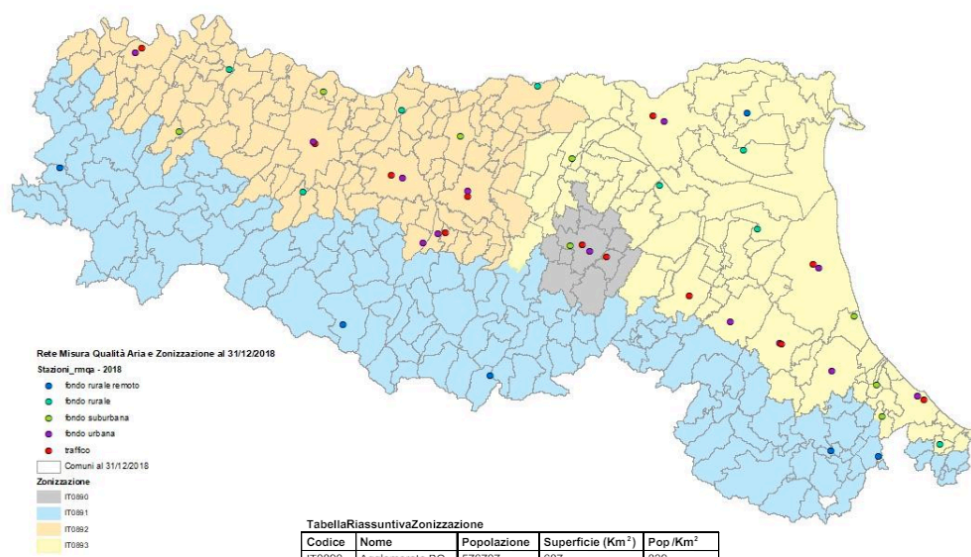 Rete Misura Qualità Aria e Zonizzazione al 31/12/2018
Stazioni_rmqa - 2018
fondo rurale remoto
fondo rurale
fondo suburbana
fondo urbana
traffico
Comuni al 31/12/2018
Zonizzazione
IT0890
IT0891
IT0892
IT0893
TabellaRiassuntivaZonizzazione
Codice Nome Popolazione Superficie (Km²) Pop/Km²